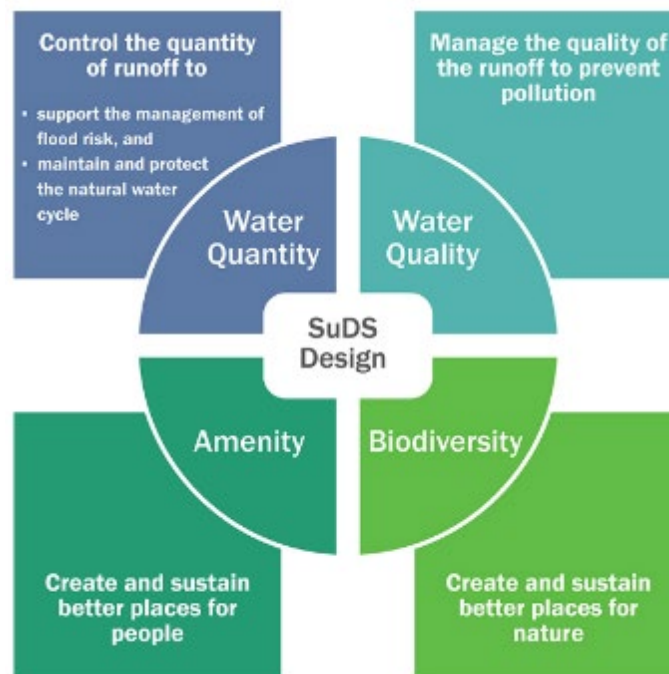 Control the quantity
of runoff to
• support the management of
flood risk, and
• maintain and protect
the natural water
cycle
Manage the quality of
the runoff to prevent
pollution
Water
Quantity
Water
Quality
SuDS
Design
Amenity
Biodiversity
Create and sustain
better places for
people
Create and sustain
better places for
nature